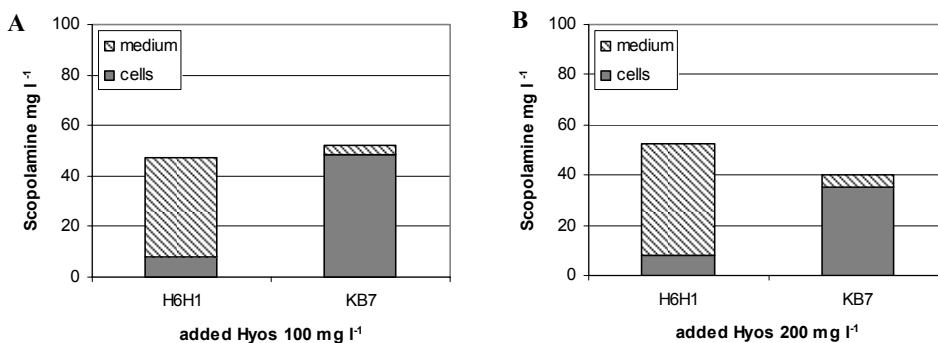 A
100
80
60
40
20
0
Scopolamine mg l⁻¹
medium
cells
H6H1
KB7
added Hyos 100 mg l⁻¹
B
100
80
60
40
20
0
Scopolamine mg l⁻¹
medium
cells
H6H1
KB7
added Hyos 200 mg l⁻¹